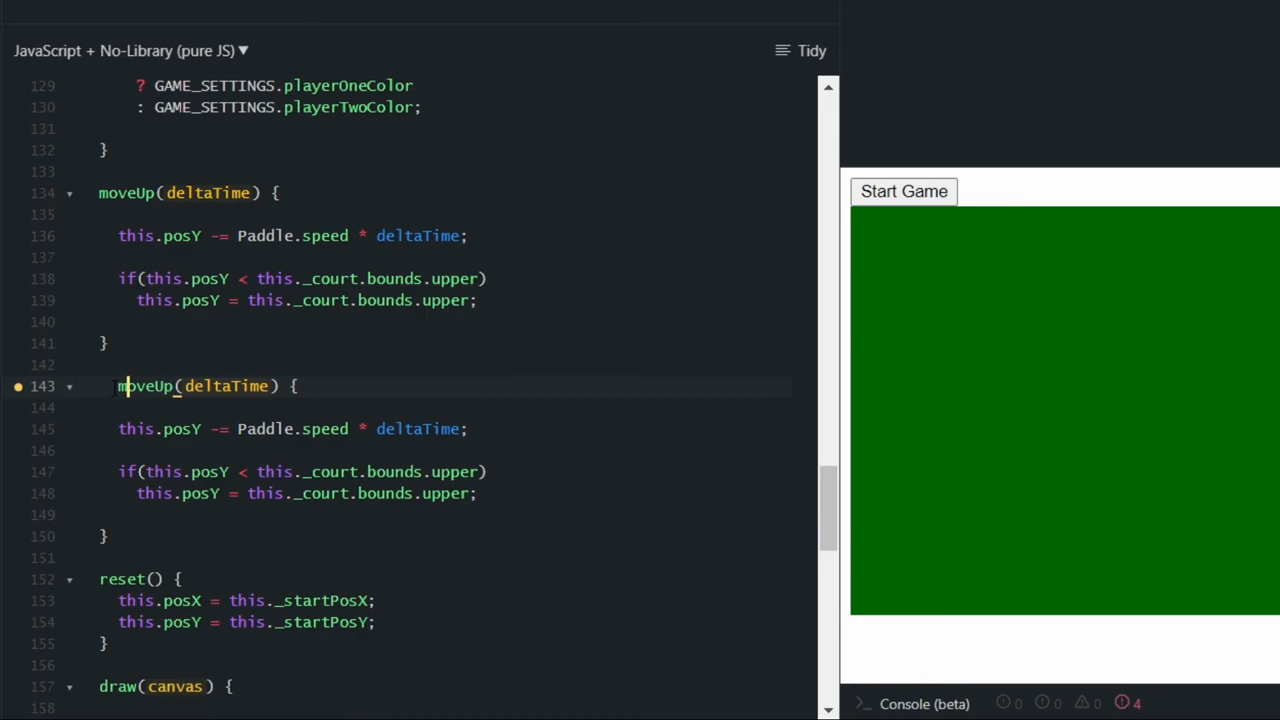 JavaScript + No-Library (pure JS) ▼
Tidy
129 ? GAME_SETTINGS.playerOneColor
130 : GAME_SETTINGS.playerTwoColor;
131
132 }
133
134 moveUp(deltaTime) {
135
136 this.posY -= Paddle.speed * deltaTime;
137
138 if(this.posY < this._court.bounds.upper)
139 this.posY = this._court.bounds.upper;
140
141 }
142
143 moveUp(deltaTime) {
144
145 this.posY -= Paddle.speed * deltaTime;
146
147 if(this.posY < this._court.bounds.upper)
148 this.posY = this._court.bounds.upper;
149
150 }
151
152 reset() {
153 this.posX = this._startPosX;
154 this.posY = this._startPosY;
155 }
156
157 draw(canvas) {
158
Start Game
>_ Console (beta) 0 0 0 4